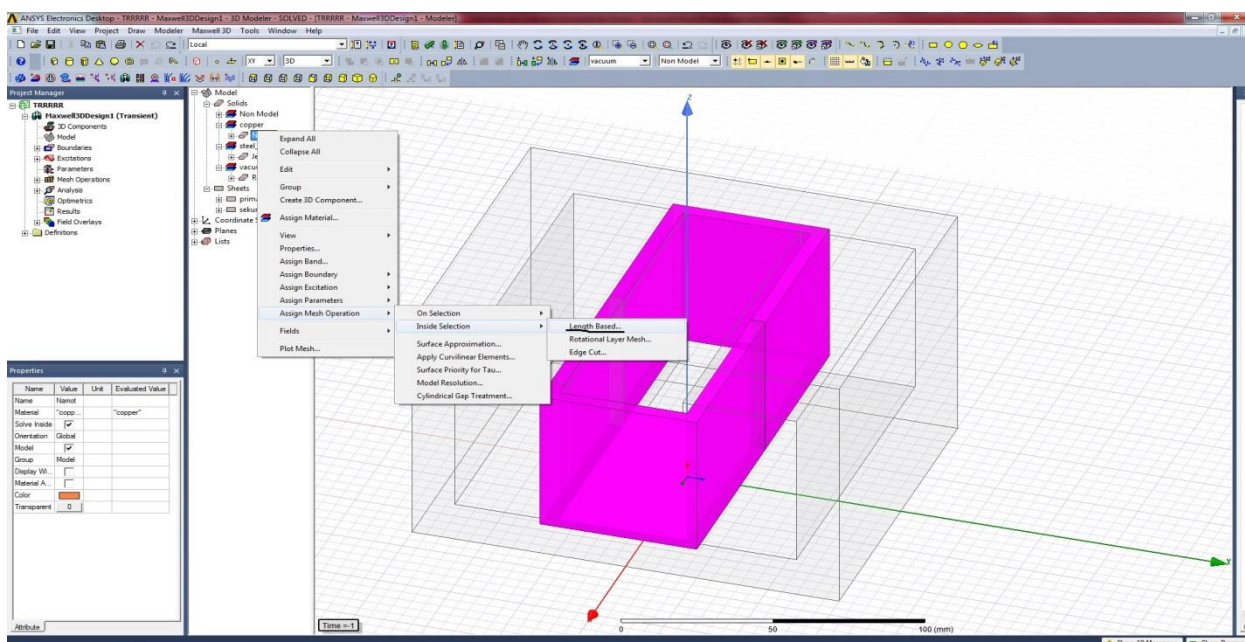 ANSYS Electronics Desktop - TRRRRR - Maxwell3DDesign1 - 3D Modeler - SOLVED - [TRRRRR - Maxwell3DDesign1 - Modeler]
File Edit View Project Draw Modeler Maxwell 3D Tools Window Help
Local
XY 3D vacuum Non Model
Project Manager
TRRRRR
Maxwell3DDesign1 (Transient)
3D Components
Model
Boundaries
Excitations
Parameters
Mesh Operations
Analysis
Optimetrics
Results
Field Overlays
Definitions
Model
Solids
Non Model
copper
N
steel_
Je
vacu
R
Sheets
prim
sekur
Coordinate S
Planes
Lists
Expand All
Collapse All
Edit
Group
Create 3D Component...
Assign Material...
View
Properties...
Assign Band...
Assign Boundary
Assign Excitation
Assign Parameters
Assign Mesh Operation
Fields
Plot Mesh...
On Selection
Inside Selection
Surface Approximation...
Apply Curvilinear Elements...
Surface Priority for Tau...
Model Resolution...
Cylindrical Gap Treatment...
Length Based...
Rotational Layer Mesh...
Edge Cut...
Properties
Name Value Unit Evaluated Value
Name Namot
Material "copp... "copper"
Solve Inside
Orientation Global
Model
Group Model
Display Wi...
Material A...
Color
Transparent 0
Attribute
Z
Y
Time =-1
0 50 100 (mm)